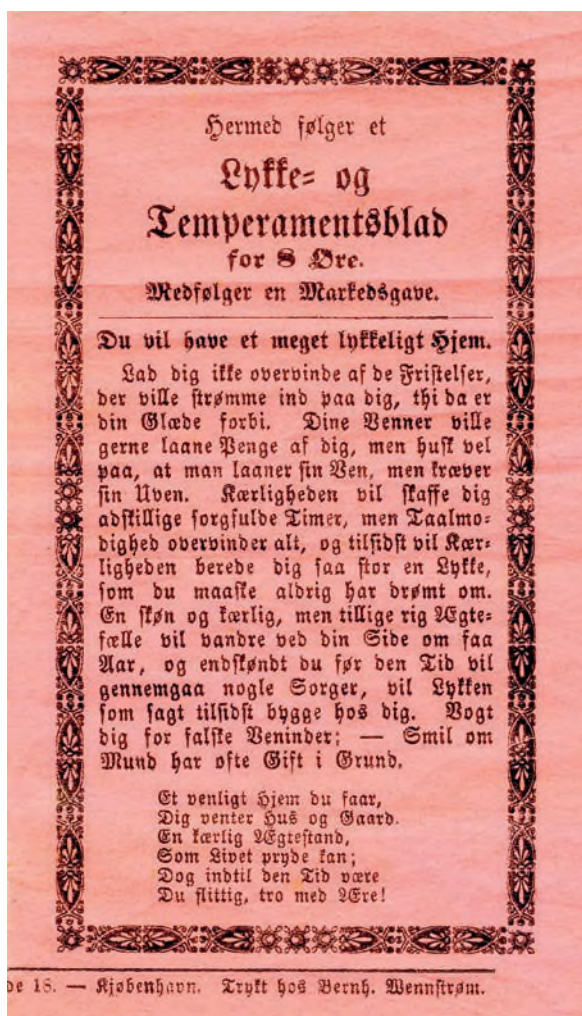 Hermed følger et
Lykke- og
Temperamentsblad
for 8 Øre.
Medfølger en Markedsgave.
Du vil have et meget lykkeligt Hjem.
Lad dig ikke overvinde af de Fristelser,
der ville strømme ind paa dig, thi da er
din Glæde forbi. Dine Venner ville
gerne laane Penge af dig, men husk vel
paa, at man laaner sin Ven, men kræver
sin Uven. Kærligheden vil skaffe dig
adskillige sorgfulde Timer, men Taalmo-
dighed overvinder alt, og tilsidst vil Kær-
ligheden berede dig saa stor en Lykke,
som du maaske aldrig har drømt om.
En skøn og kærlig, men tillige rig Ægte-
fælle vil vandre ved din Side om faa
Aar, og endskøndt du før den Tid vil
gennemgaa nogle Sorger, vil Lykken
som sagt tilsidst bygge hos dig. Vogt
dig for falske Veninder; — Smil om
Mund har ofte Gift i Grund.
Et venligt Hjem du faar,
Dig venter Hus og Gaard.
En kærlig Ægtestand,
Som Livet pryde kan;
Dog indtil den Tid være
Du flittig, tro med Ære!
de 18. — Kjøbenhavn. Trykt hos Bernh. Wennstrøm.